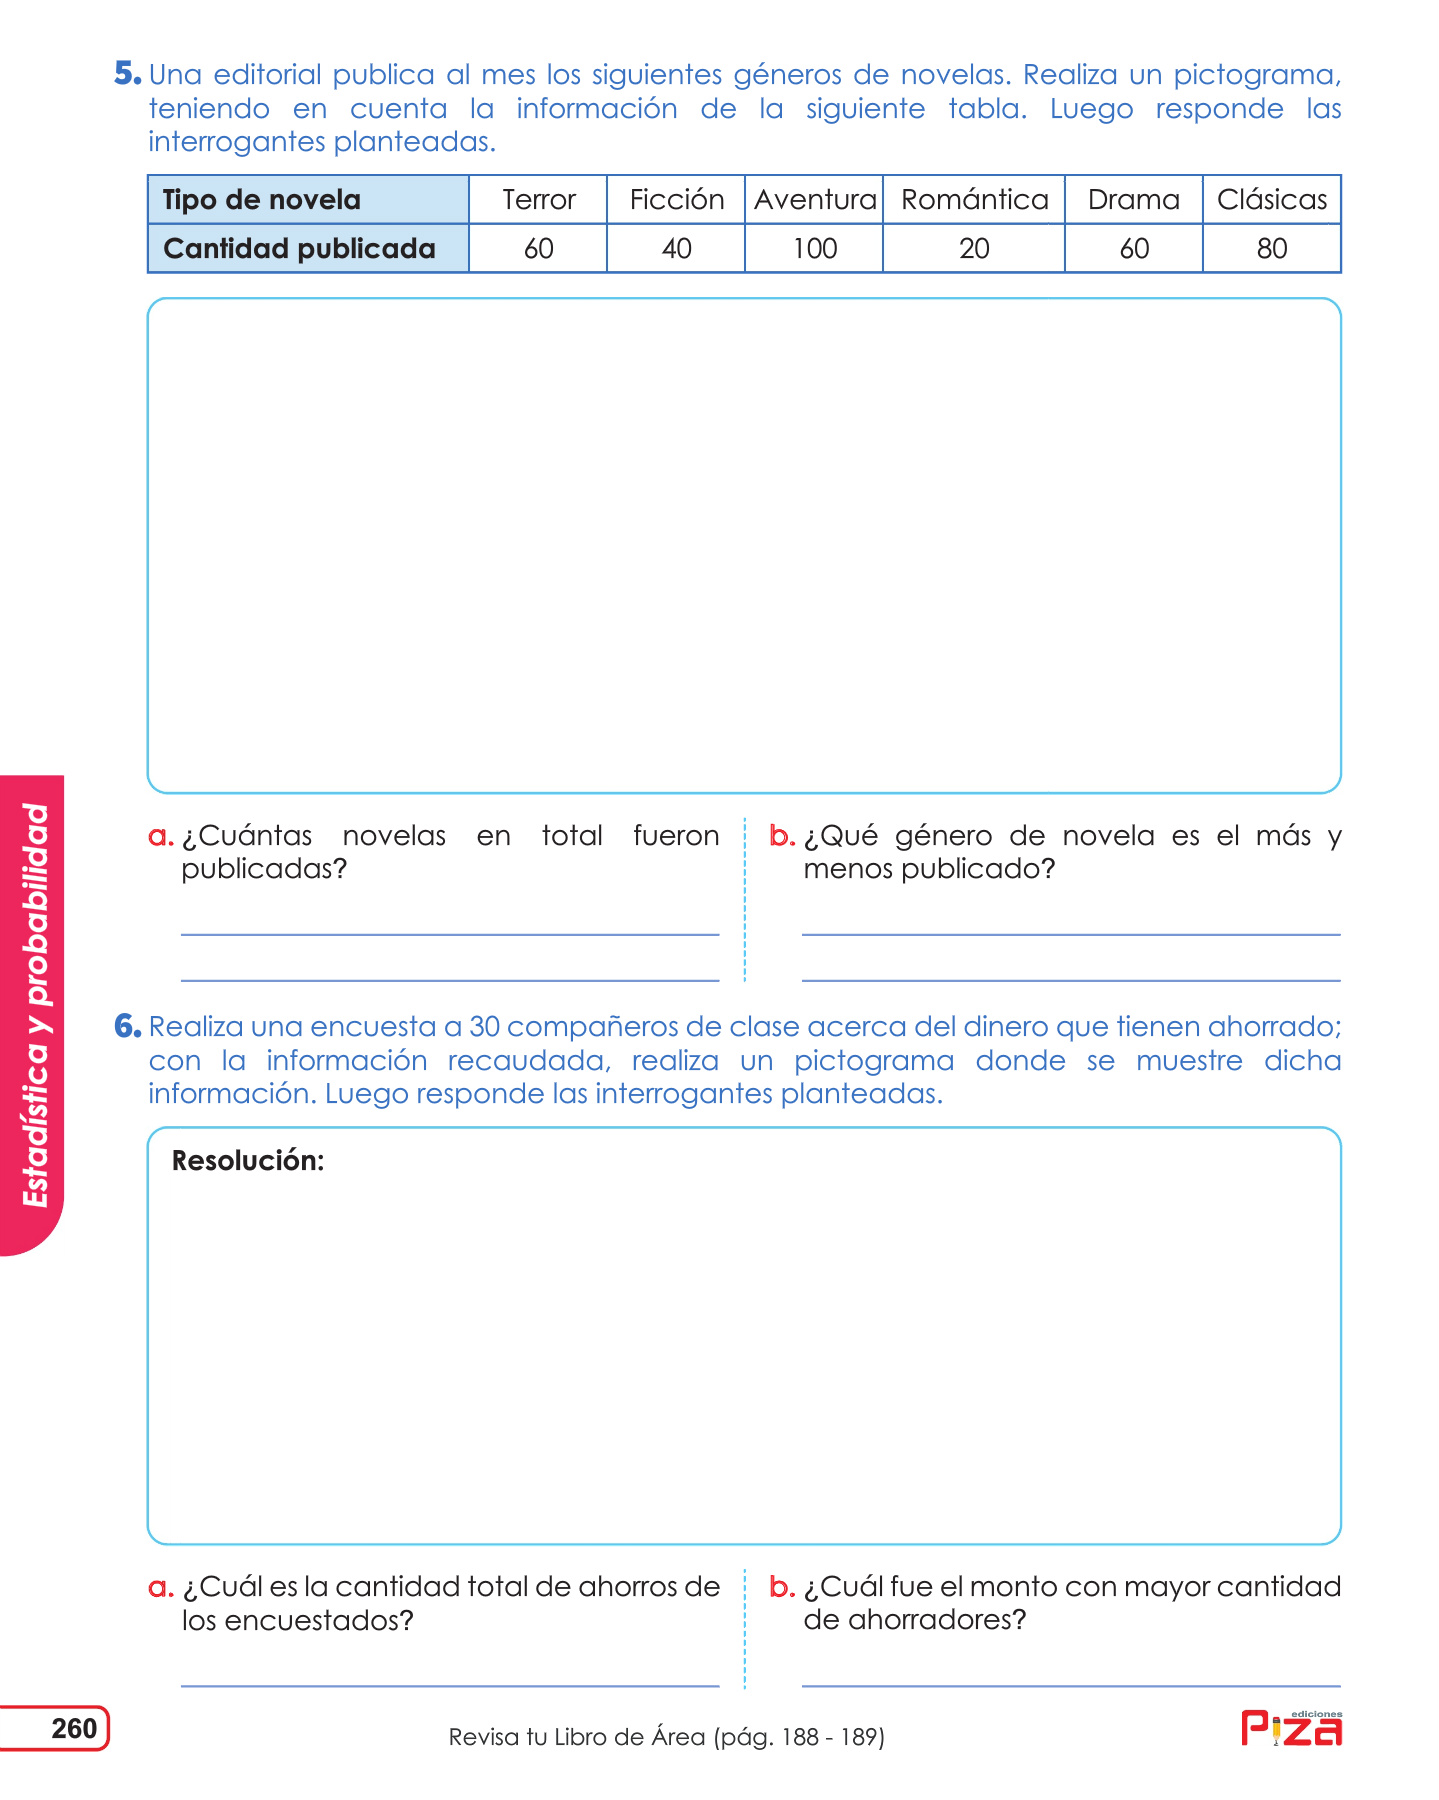 5. Una editorial publica al mes los siguientes géneros de novelas. Realiza un pictograma,
teniendo en cuenta la información de la siguiente tabla. Luego responde las
interrogantes planteadas.
Tipo de novela Terror Ficción Aventura Romántica Drama Clásicas
Cantidad publicada 60 40 100 20 60 80
a. ¿Cuántas novelas en total fueron
publicadas?
b. ¿Qué género de novela es el más y
menos publicado?
6. Realiza una encuesta a 30 compañeros de clase acerca del dinero que tienen ahorrado;
con la información recaudada, realiza un pictograma donde se muestre dicha
información. Luego responde las interrogantes planteadas.
Resolución:
a. ¿Cuál es la cantidad total de ahorros de
los encuestados?
b. ¿Cuál fue el monto con mayor cantidad
de ahorradores?
Estadística y probabilidad
260
Revisa tu Libro de Área (pág. 188 - 189)
ediciones
Piza